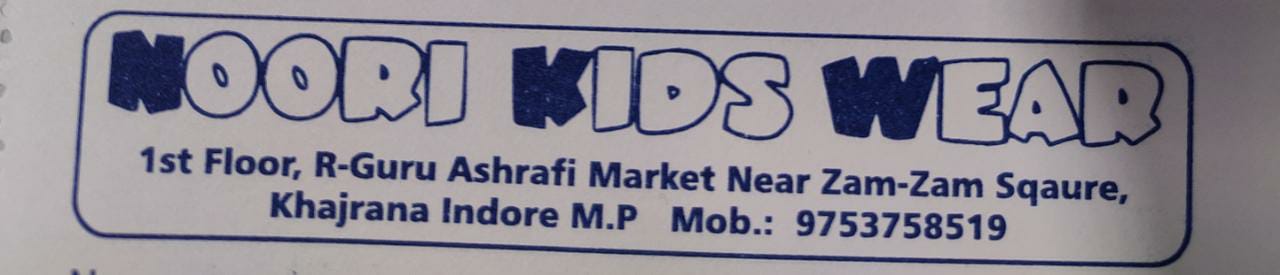 NOORI KIDS WEAR
1st Floor, R-Guru Ashrafi Market Near Zam-Zam Sqaure,
Khajrana Indore M.P Mob.: 9753758519